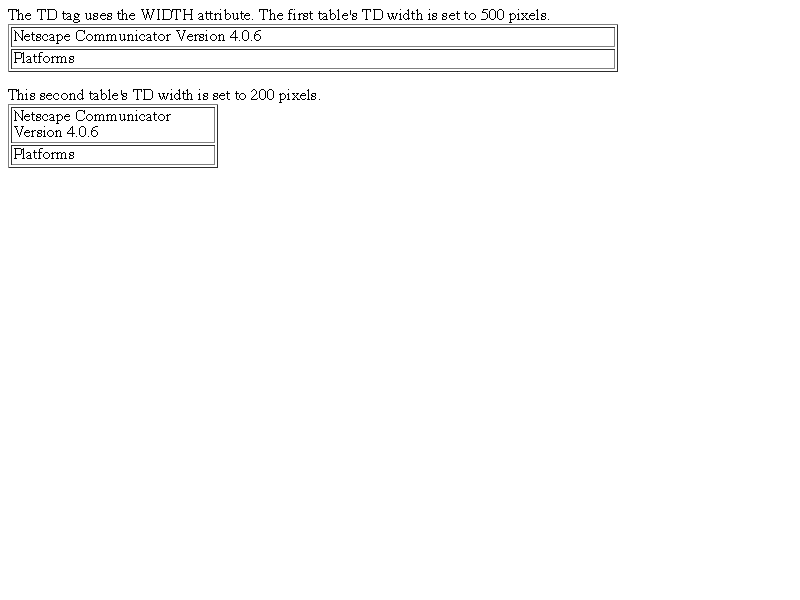 The TD tag uses the WIDTH attribute. The first table's TD width is set to 500 pixels.
Netscape Communicator Version 4.0.6
Platforms
This second table's TD width is set to 200 pixels.
Netscape Communicator
Version 4.0.6
Platforms